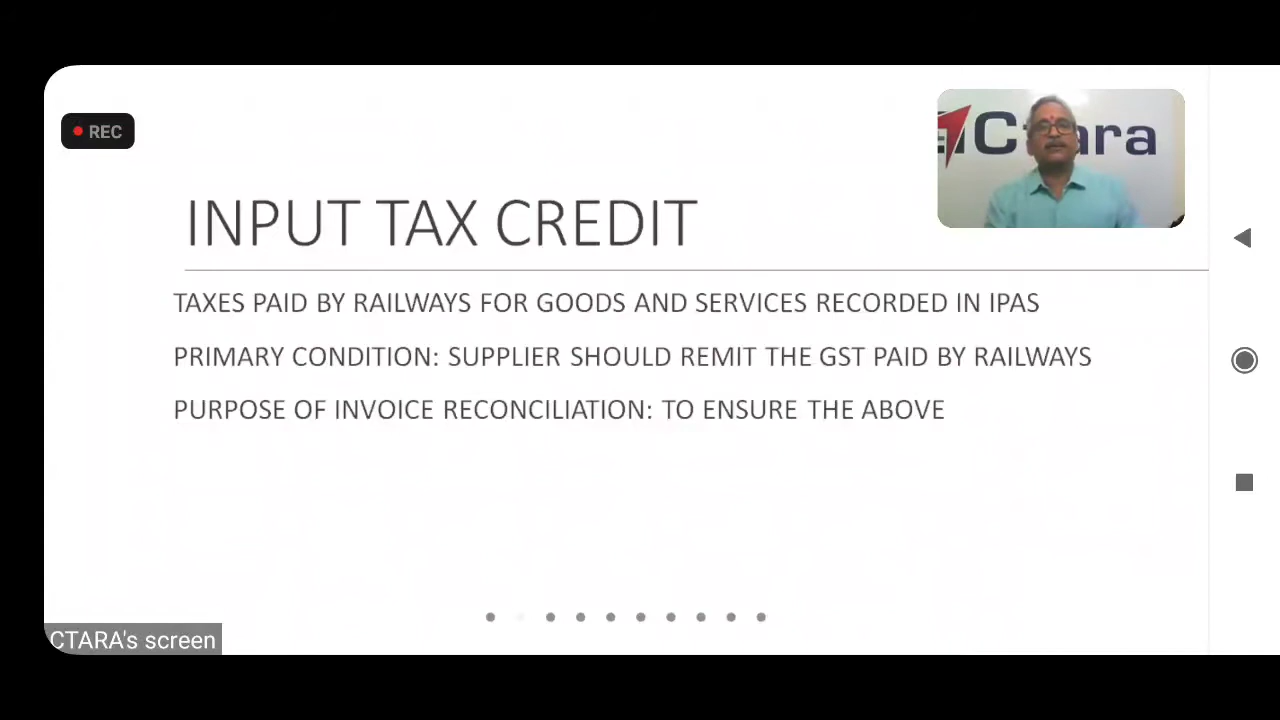 REC
Ctara
INPUT TAX CREDIT
TAXES PAID BY RAILWAYS FOR GOODS AND SERVICES RECORDED IN IPAS
PRIMARY CONDITION: SUPPLIER SHOULD REMIT THE GST PAID BY RAILWAYS
PURPOSE OF INVOICE RECONCILIATION: TO ENSURE THE ABOVE
CTARA's screen